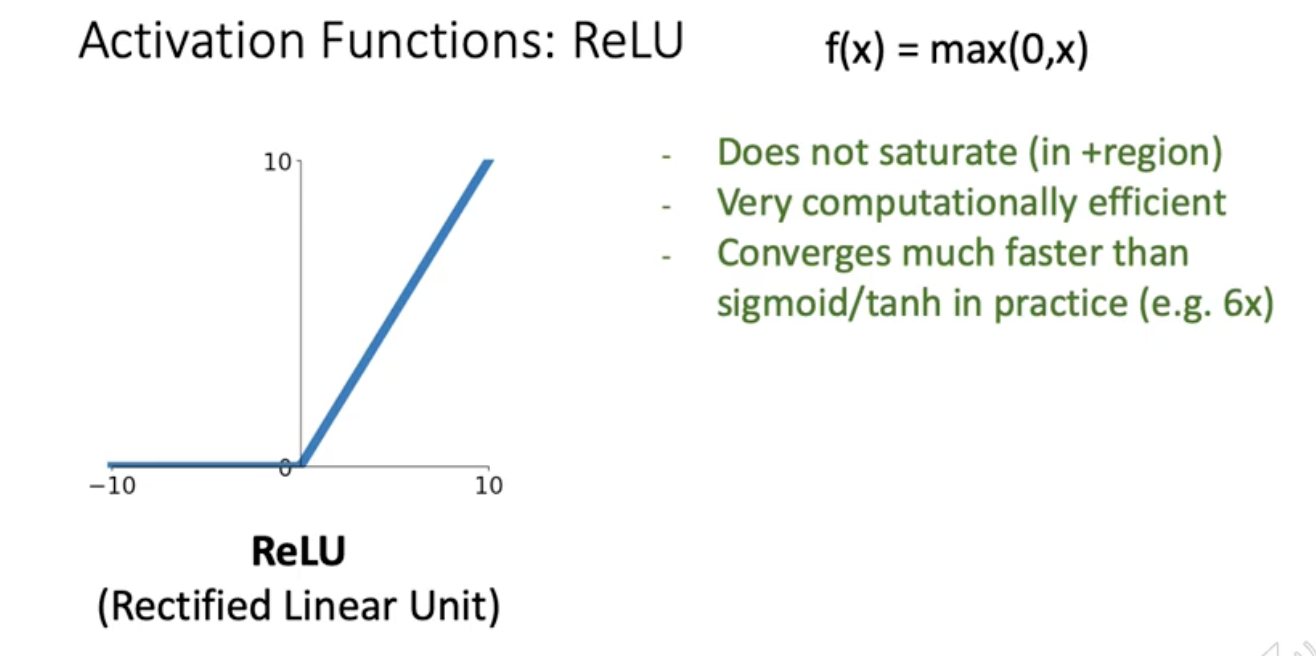 Activation Functions: ReLU
f(x) = max(0,x)
- Does not saturate (in +region)
- Very computationally efficient
- Converges much faster than
sigmoid/tanh in practice (e.g. 6x)
10
0
−10
10
ReLU
(Rectified Linear Unit)